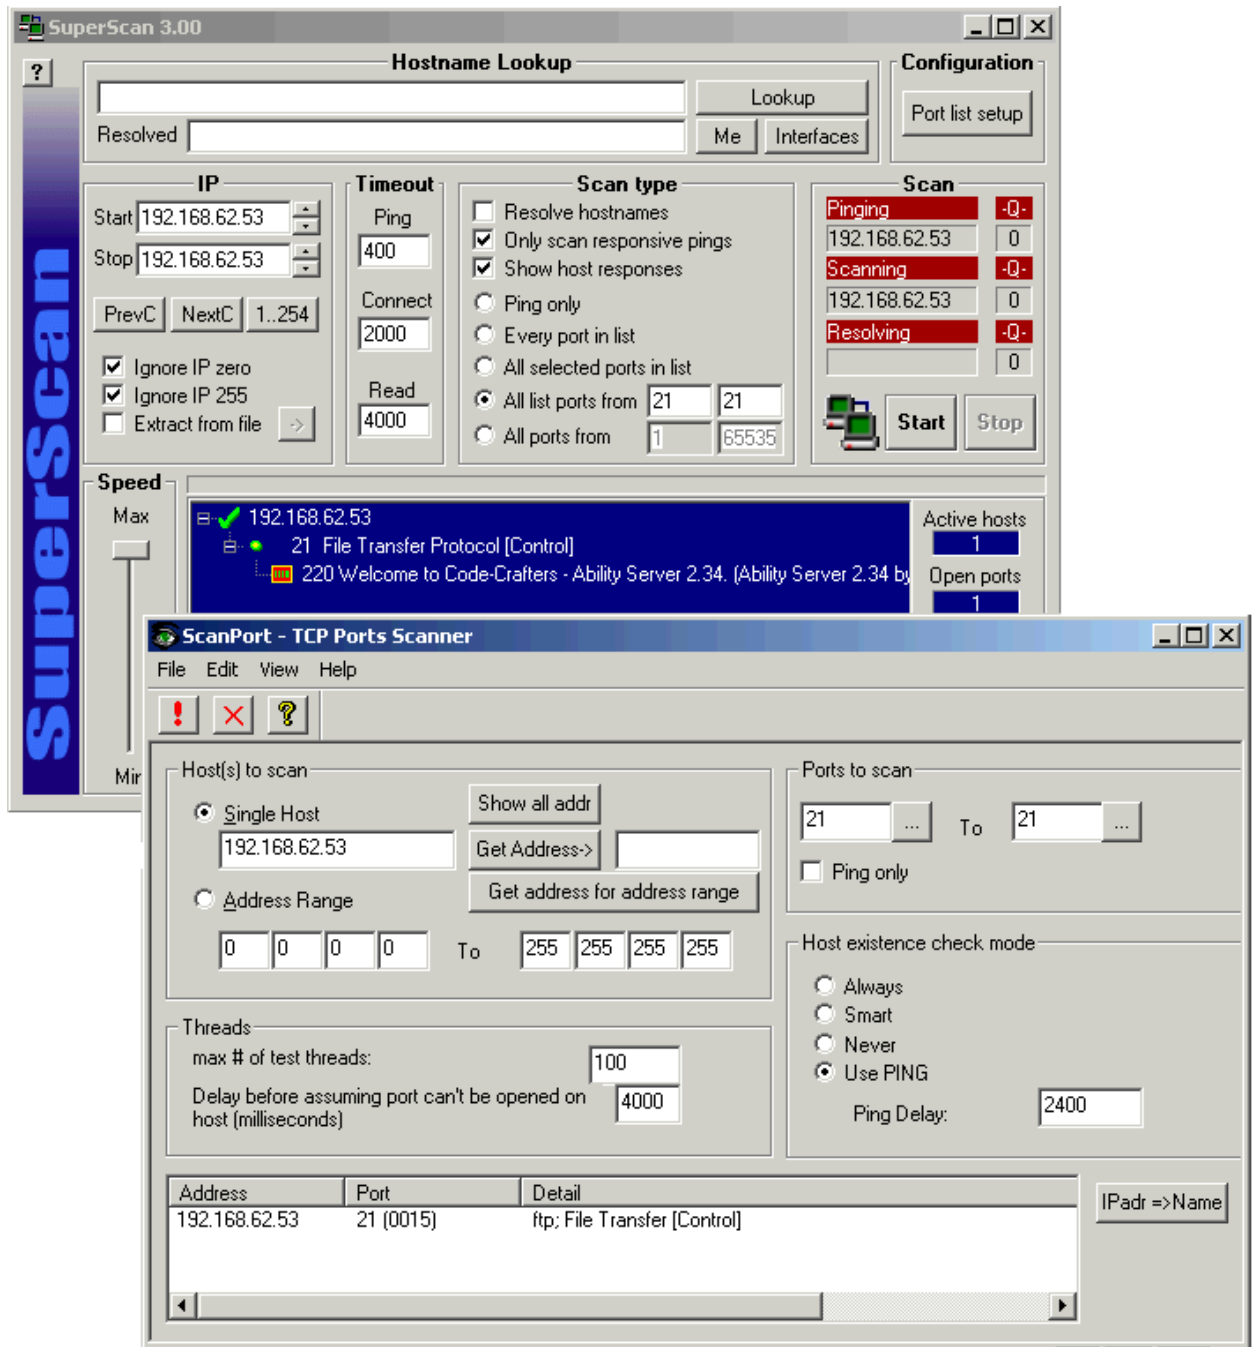 SuperScan 3.00
?
Hostname Lookup
Lookup
Resolved
Me
Interfaces
Configuration
Port list setup
SuperScan
IP
Start 192.168.62.53
Stop 192.168.62.53
PrevC
NextC
1..254
Ignore IP zero
Ignore IP 255
Extract from file ->
Timeout
Ping
400
Connect
2000
Read
4000
Scan type
Resolve hostnames
Only scan responsive pings
Show host responses
Ping only
Every port in list
All selected ports in list
All list ports from 21 21
All ports from 1 65535
Scan
Pinging -Q-
192.168.62.53 0
Scanning -Q-
192.168.62.53 0
Resolving -Q-
0
Start
Stop
Speed
Max
Min
192.168.62.53
21 File Transfer Protocol [Control]
220 Welcome to Code-Crafters - Ability Server 2.34. (Ability Server 2.34 by
Active hosts
1
Open ports
1
ScanPort - TCP Ports Scanner
File Edit View Help
Host(s) to scan
Single Host
192.168.62.53
Show all addr
Get Address->
Get address for address range
Address Range
0 0 0 0 To 255 255 255 255
Ports to scan
21 ... To 21 ...
Ping only
Host existence check mode
Always
Smart
Never
Use PING
Ping Delay: 2400
Threads
max # of test threads: 100
Delay before assuming port can't be opened on
host (milliseconds)
4000
Address Port Detail
192.168.62.53 21 (0015) ftp; File Transfer [Control]
IPadr =>Name